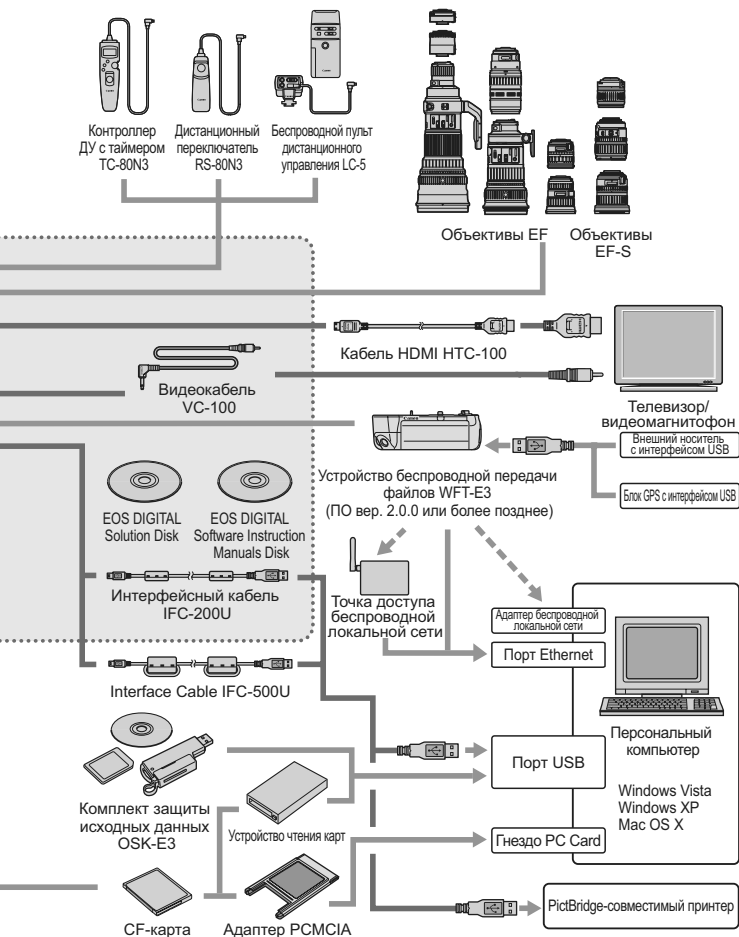 Контроллер
ДУ с таймером
TC-80N3
Дистанционный
переключатель
RS-80N3
Беспроводной пульт
дистанционного
управления LC-5
Объективы EF
Объективы
EF-S
Кабель HDMI HTC-100
Видеокабель
VC-100
Телевизор/
видеомагнитофон
Внешний носитель
с интерфейсом USB
Блок GPS с интерфейсом USB
Устройство беспроводной передачи
файлов WFT-E3
(ПО вер. 2.0.0 или более позднее)
EOS DIGITAL
Solution Disk
EOS DIGITAL
Software Instruction
Manuals Disk
Интерфейсный кабель
IFC-200U
Точка доступа
беспроводной
локальной сети
Адаптер беспроводной
локальной сети
Порт Ethernet
Interface Cable IFC-500U
Персональный
компьютер
Порт USB
Windows Vista
Windows XP
Mac OS X
Комплект защиты
исходных данных
OSK-E3
Устройство чтения карт
Гнездо PC Card
CF-карта
Адаптер PCMCIA
PictBridge-совместимый принтер